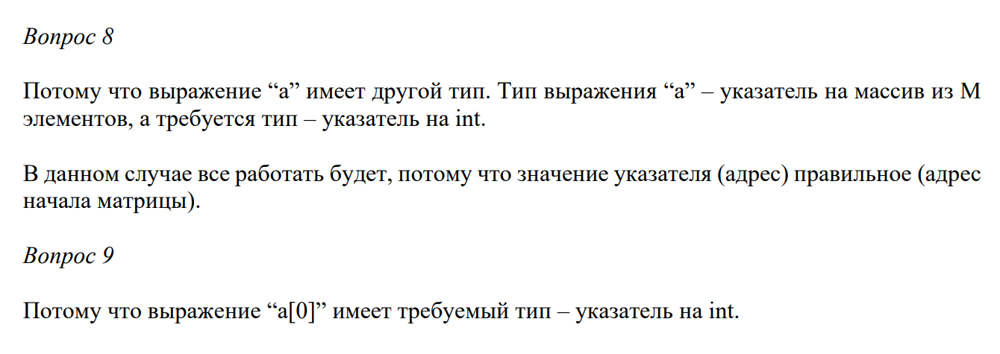 Вопрос 8
Потому что выражение “a” имеет другой тип. Тип выражения “a” – указатель на массив из M
элементов, а требуется тип – указатель на int.
В данном случае все работать будет, потому что значение указателя (адрес) правильное (адрес
начала матрицы).
Вопрос 9
Потому что выражение “a[0]” имеет требуемый тип – указатель на int.